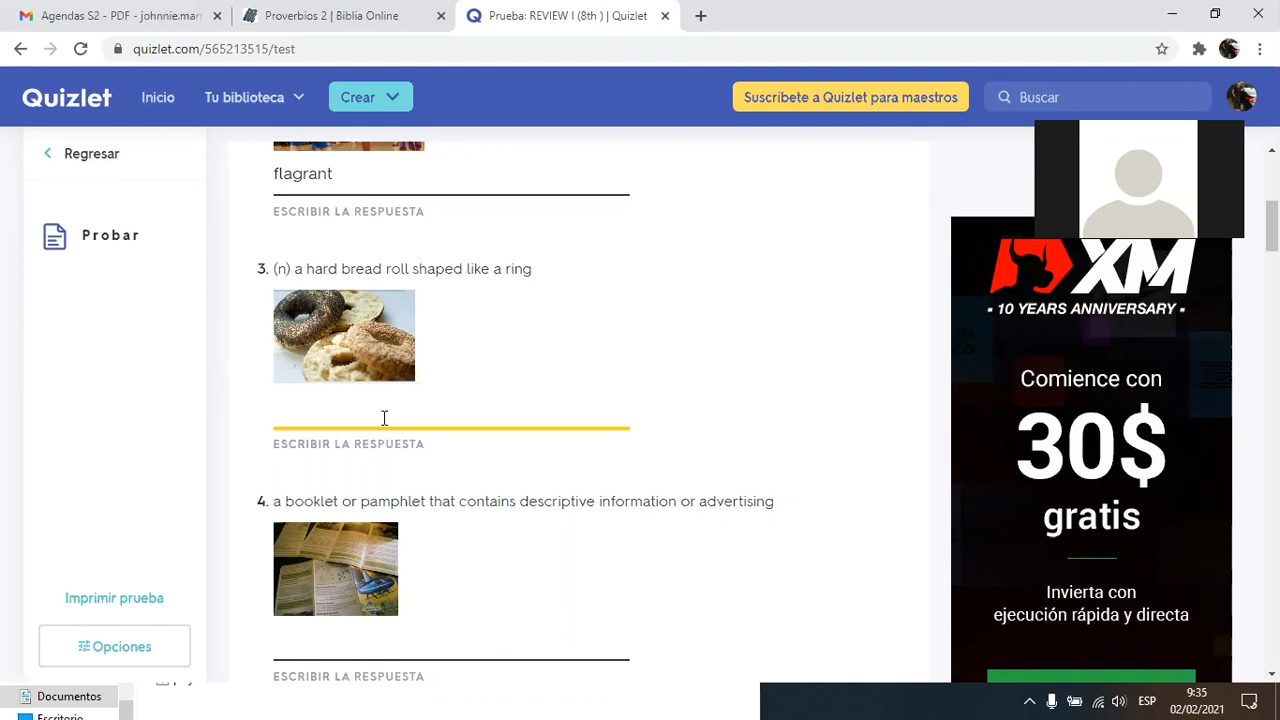 Agendas S2 - PDF - johnnie.mar
Proverbios 2 | Biblia Online
Prueba: REVIEW I (8th ) | Quizlet
quizlet.com/565213515/test
Quizlet Inicio Tu biblioteca Crear Suscríbete a Quizlet para maestros Buscar
Regresar
Probar
flagrant
ESCRIBIR LA RESPUESTA
3. (n) a hard bread roll shaped like a ring
ESCRIBIR LA RESPUESTA
4. a booklet or pamphlet that contains descriptive information or advertising
ESCRIBIR LA RESPUESTA
Imprimir prueba
Opciones
XM
- 10 YEARS ANNIVERSARY -
Comience con
30$
gratis
Invierta con
ejecución rápida y directa
Documentos
Escritorio
ESP
9:35
02/02/2021